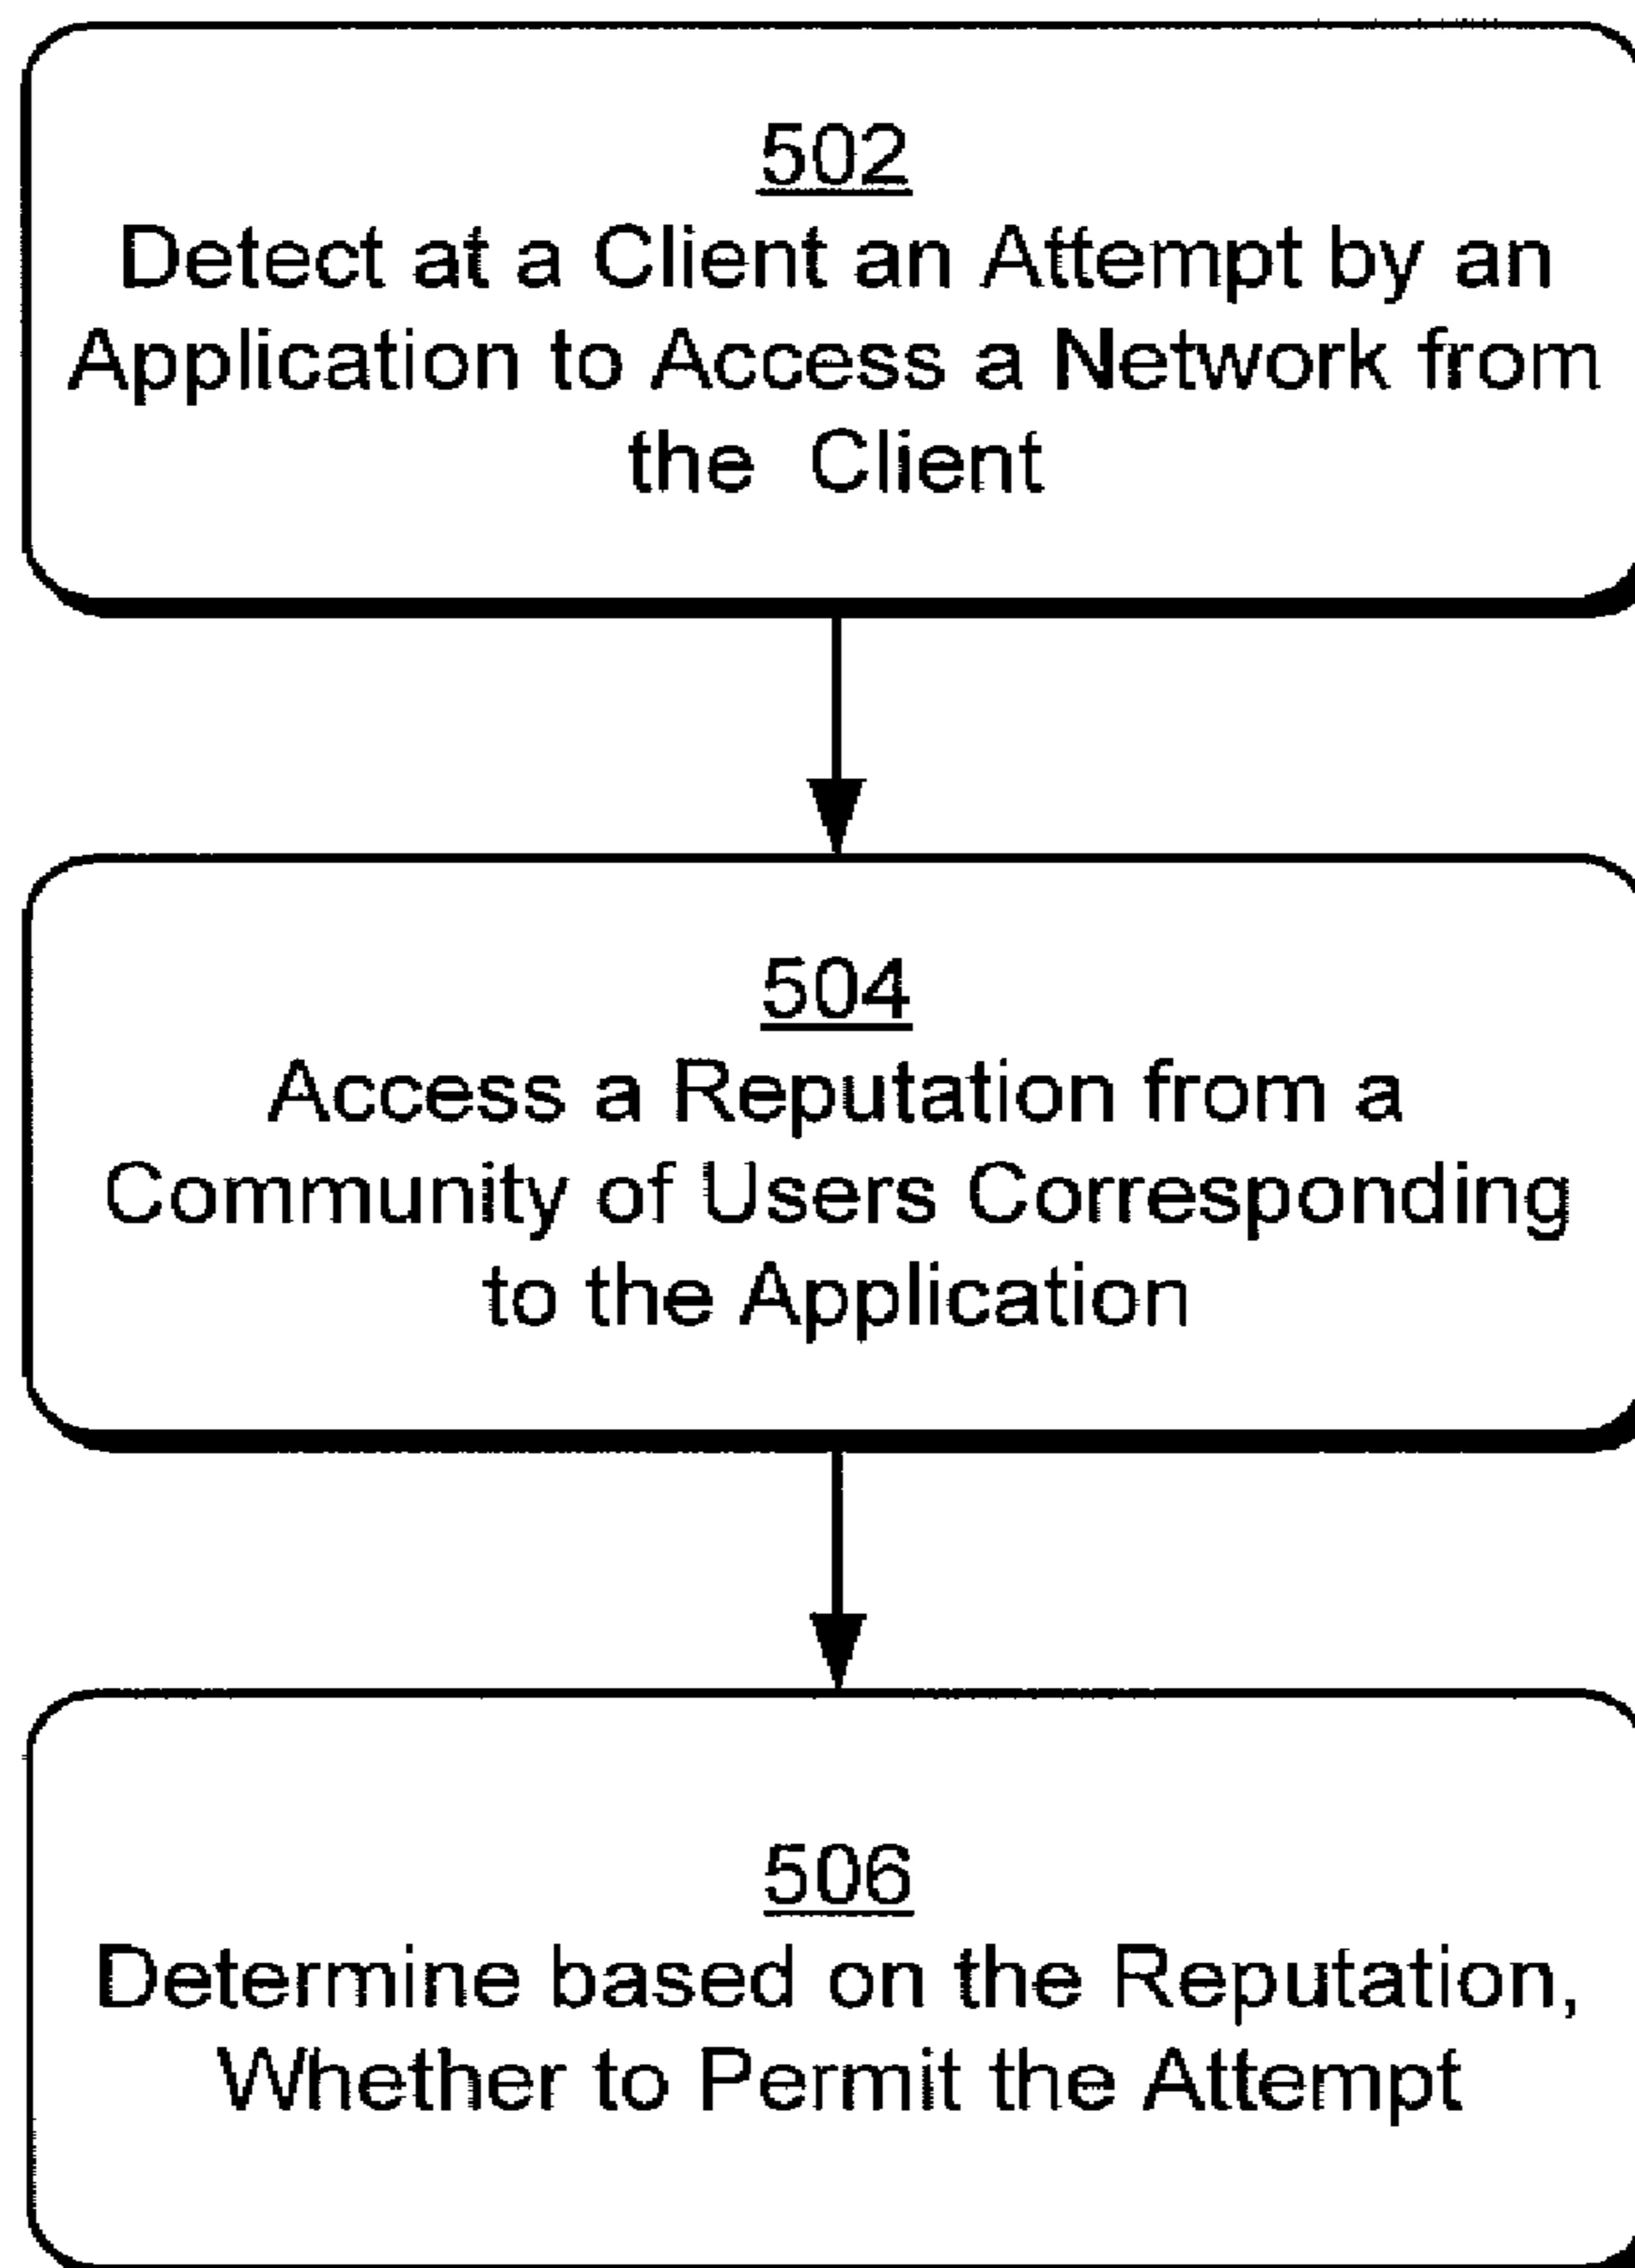 502
Detect at a Client an Attempt by an
Application to Access a Network from
the Client
504
Access a Reputation from a
Community of Users Corresponding
to the Application
506
Determine based on the Reputation,
Whether to Permit the Attempt